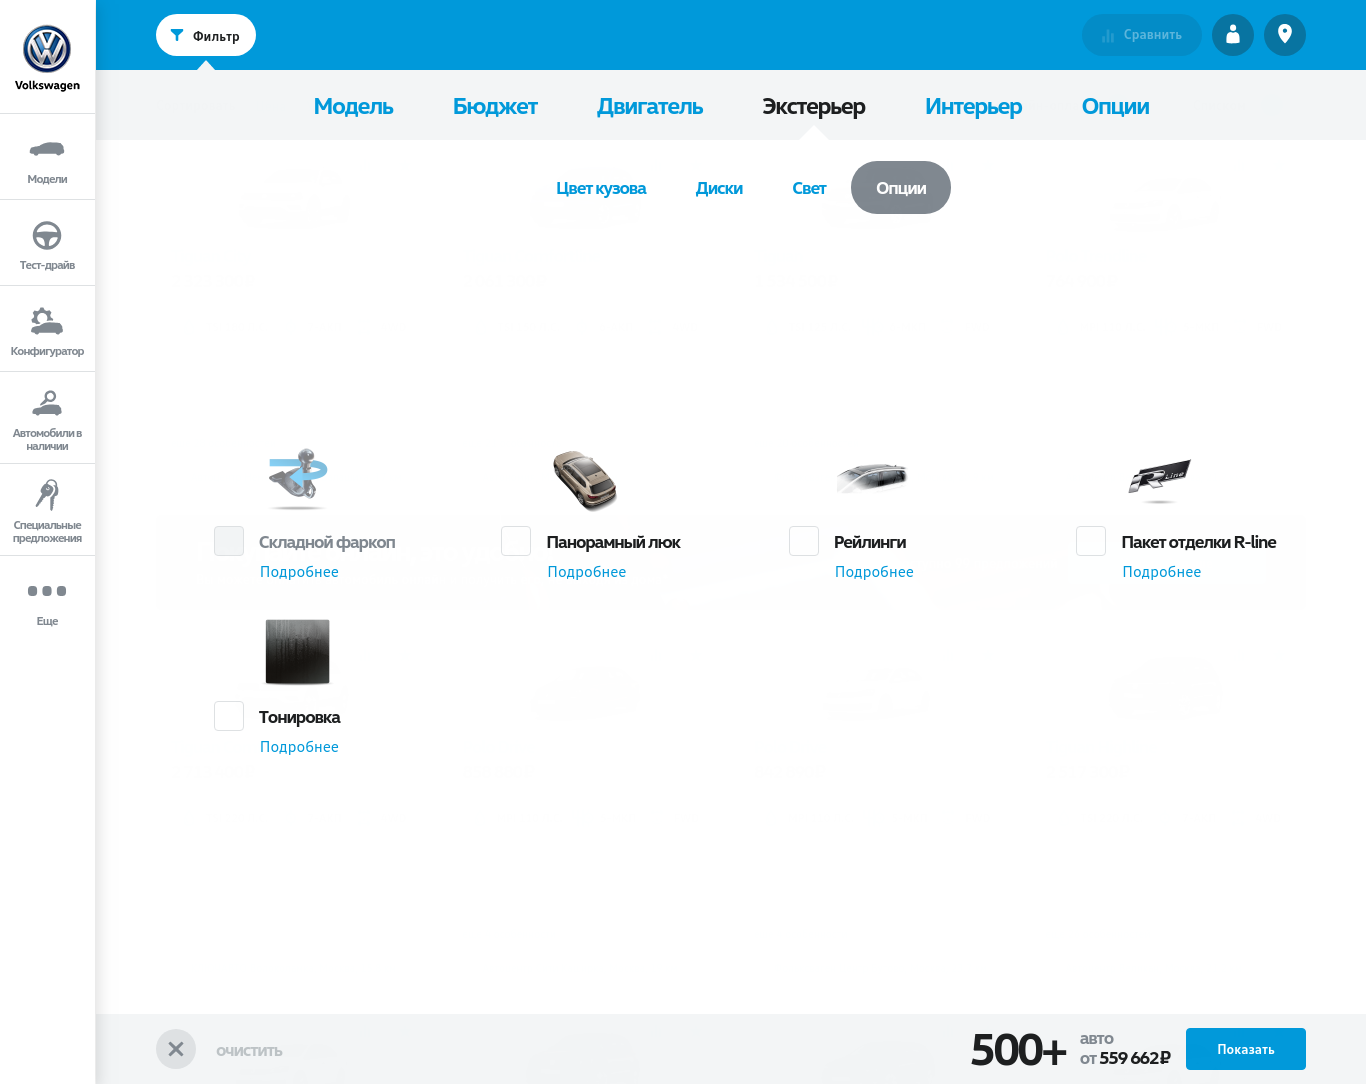 Фильтр
Сравнить
Volkswagen
Модель
Бюджет
Двигатель
Экстерьер
Интерьер
Опции
Цвет кузова
Диски
Свет
Опции
Модели
Тест-драйв
Конфигуратор
Автомобили в
наличии
Специальные
предложения
Еще
R Line
Складной фаркоп
Подробнее
Панорамный люк
Подробнее
Рейлинги
Подробнее
Пакет отделки R-line
Подробнее
Тонировка
Подробнее
очистить
500+
авто
от 559 662₽
Показать